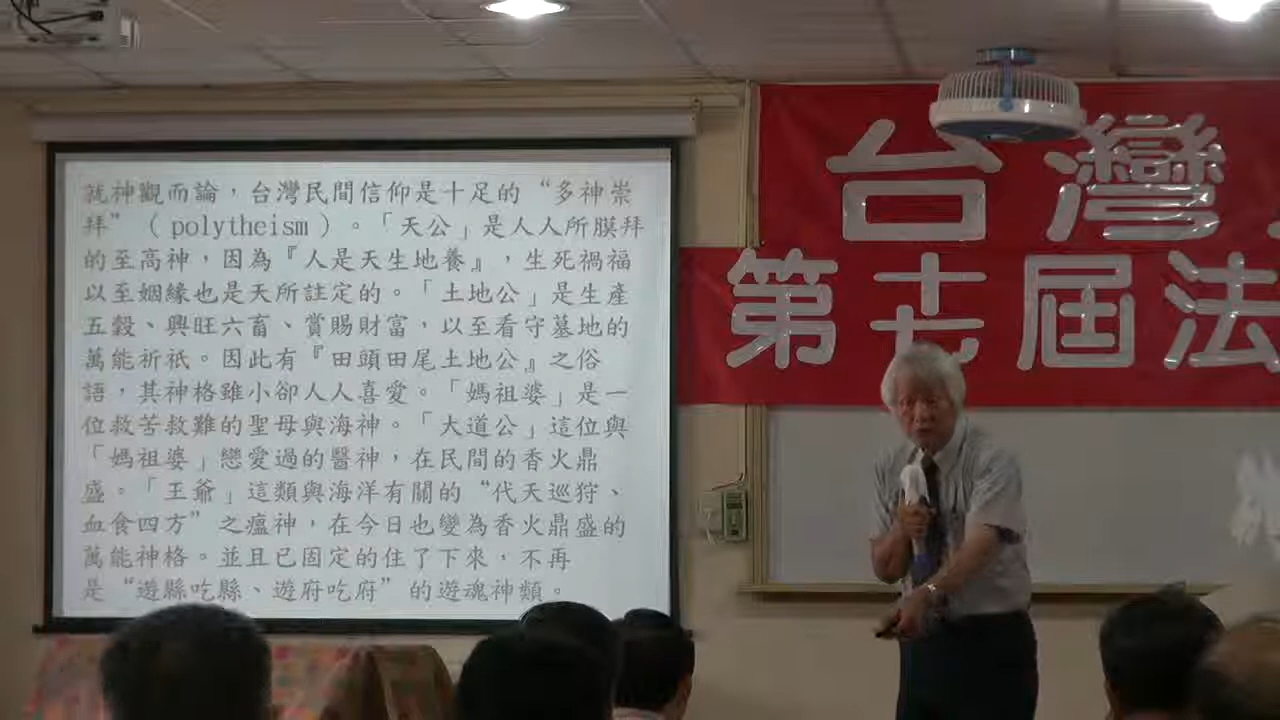 就神觀而論，台灣民間信仰是十足的“多神崇
拜”（polytheism）。「天公」是人人所膜拜
的至高神，因為『人是天生地養』，生死禍福
以至姻緣也是天所註定的。「土地公」是生產
五穀、興旺六畜、賞賜財富，以至看守墓地的
萬能祈祇。因此有『田頭田尾土地公』之俗
語，其神格雖小卻人人喜愛。「媽祖婆」是一
位救苦救難的聖母與海神。「大道公」這位與
「媽祖婆」戀愛過的醫神，在民間的香火鼎
盛。「王爺」這類與海洋有關的“代天巡狩、
血食四方”之瘟神，在今日也變為香火鼎盛的
萬能神格。並且已固定的住了下來，不再
是“遊縣吃縣、遊府吃府”的遊魂神類。
台灣
第七屆法